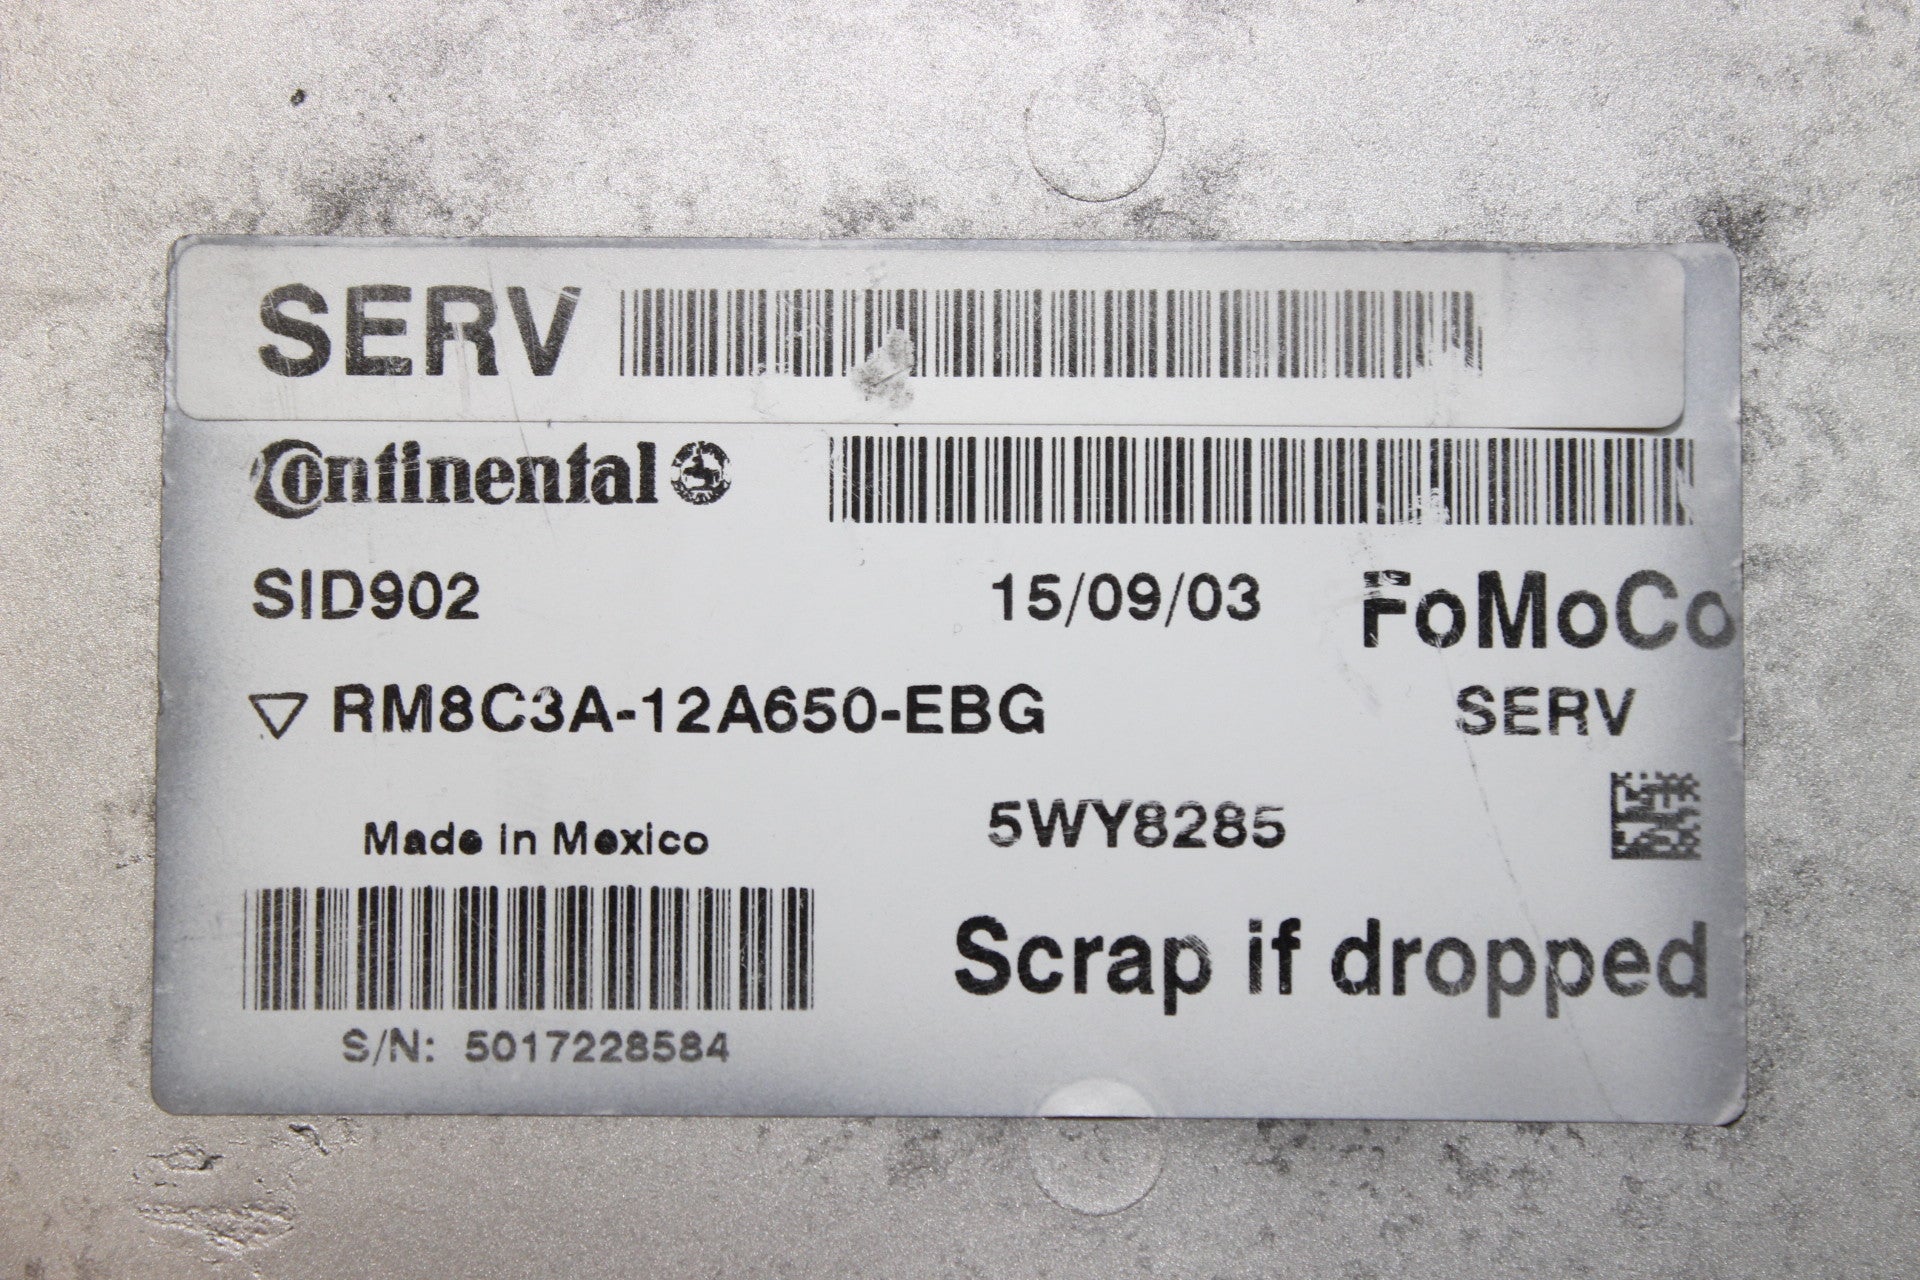 SERV
Continental
SID902 15/09/03 FoMoCo
RM8C3A-12A650-EBG SERV
Made in Mexico 5WY8285
Scrap if dropped
S/N: 5017228584